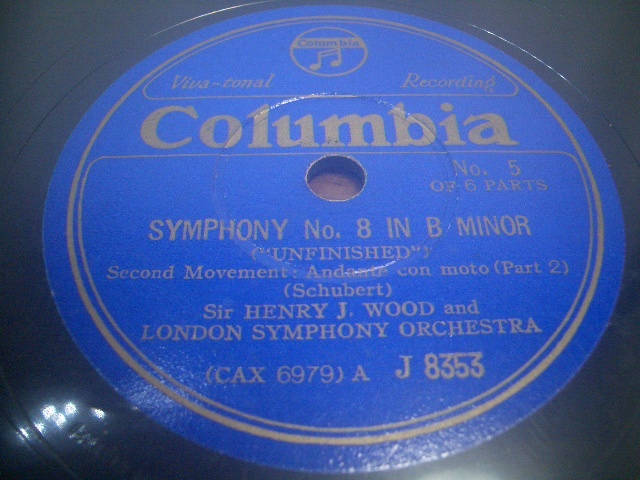 Columbia
Viva-tonal Recording
Columbia
No. 5
OF 6 PARTS
SYMPHONY No. 8 IN B MINOR
("UNFINISHED")
Second Movement: Andante con moto (Part 2)
(Schubert)
Sir HENRY J. WOOD and
LONDON SYMPHONY ORCHESTRA
(CAX 6979) A J 8353